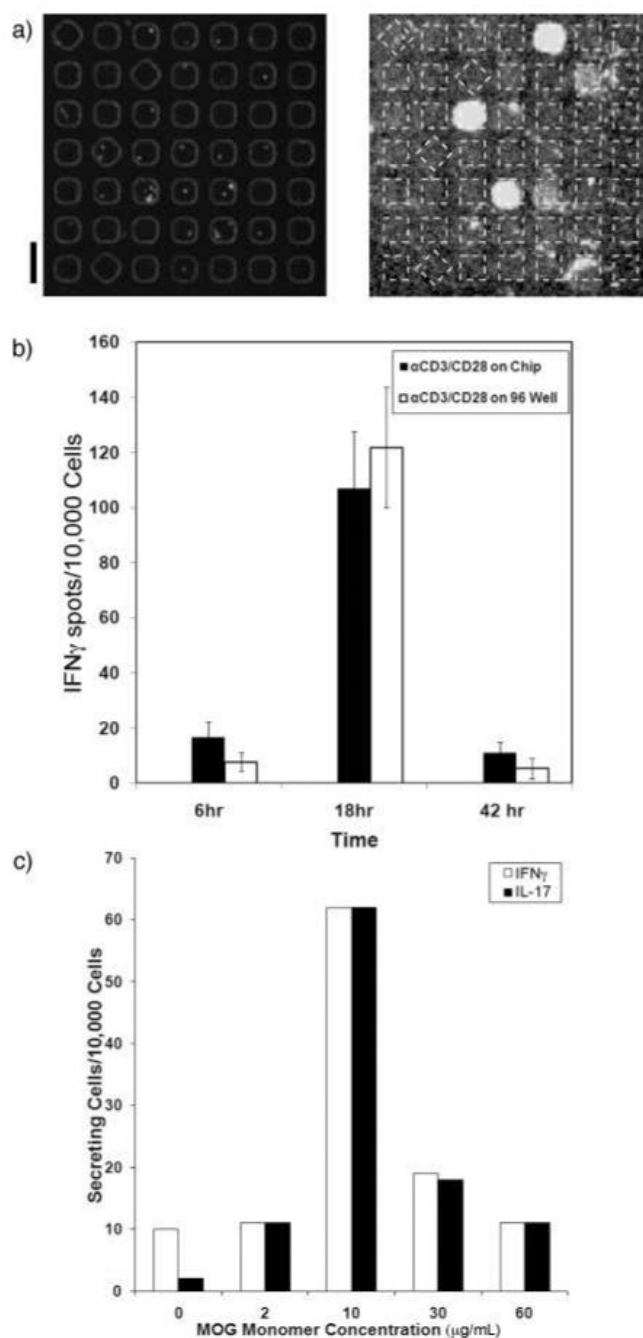 a)
b)
160
140
120
100
80
60
40
20
0
IFNγ spots/10,000 Cells
αCD3/CD28 on Chip
αCD3/CD28 on 96 Well
6hr 18hr 42 hr
Time
c)
70
60
50
40
30
20
10
0
Secreting Cells/10,000 Cells
IFNγ
IL-17
0 2 10 30 60
MOG Monomer Concentration (μg/mL)